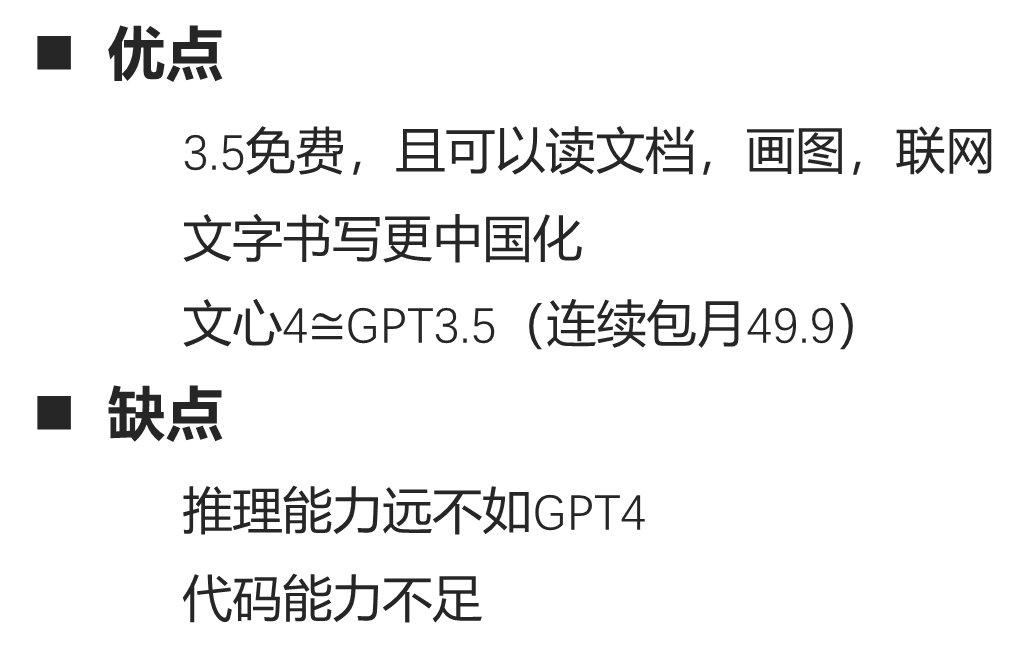 ■ 优点
3.5免费，且可以读文档，画图，联网
文字书写更中国化
文心4≅GPT3.5（连续包月49.9）
■ 缺点
推理能力远不如GPT4
代码能力不足